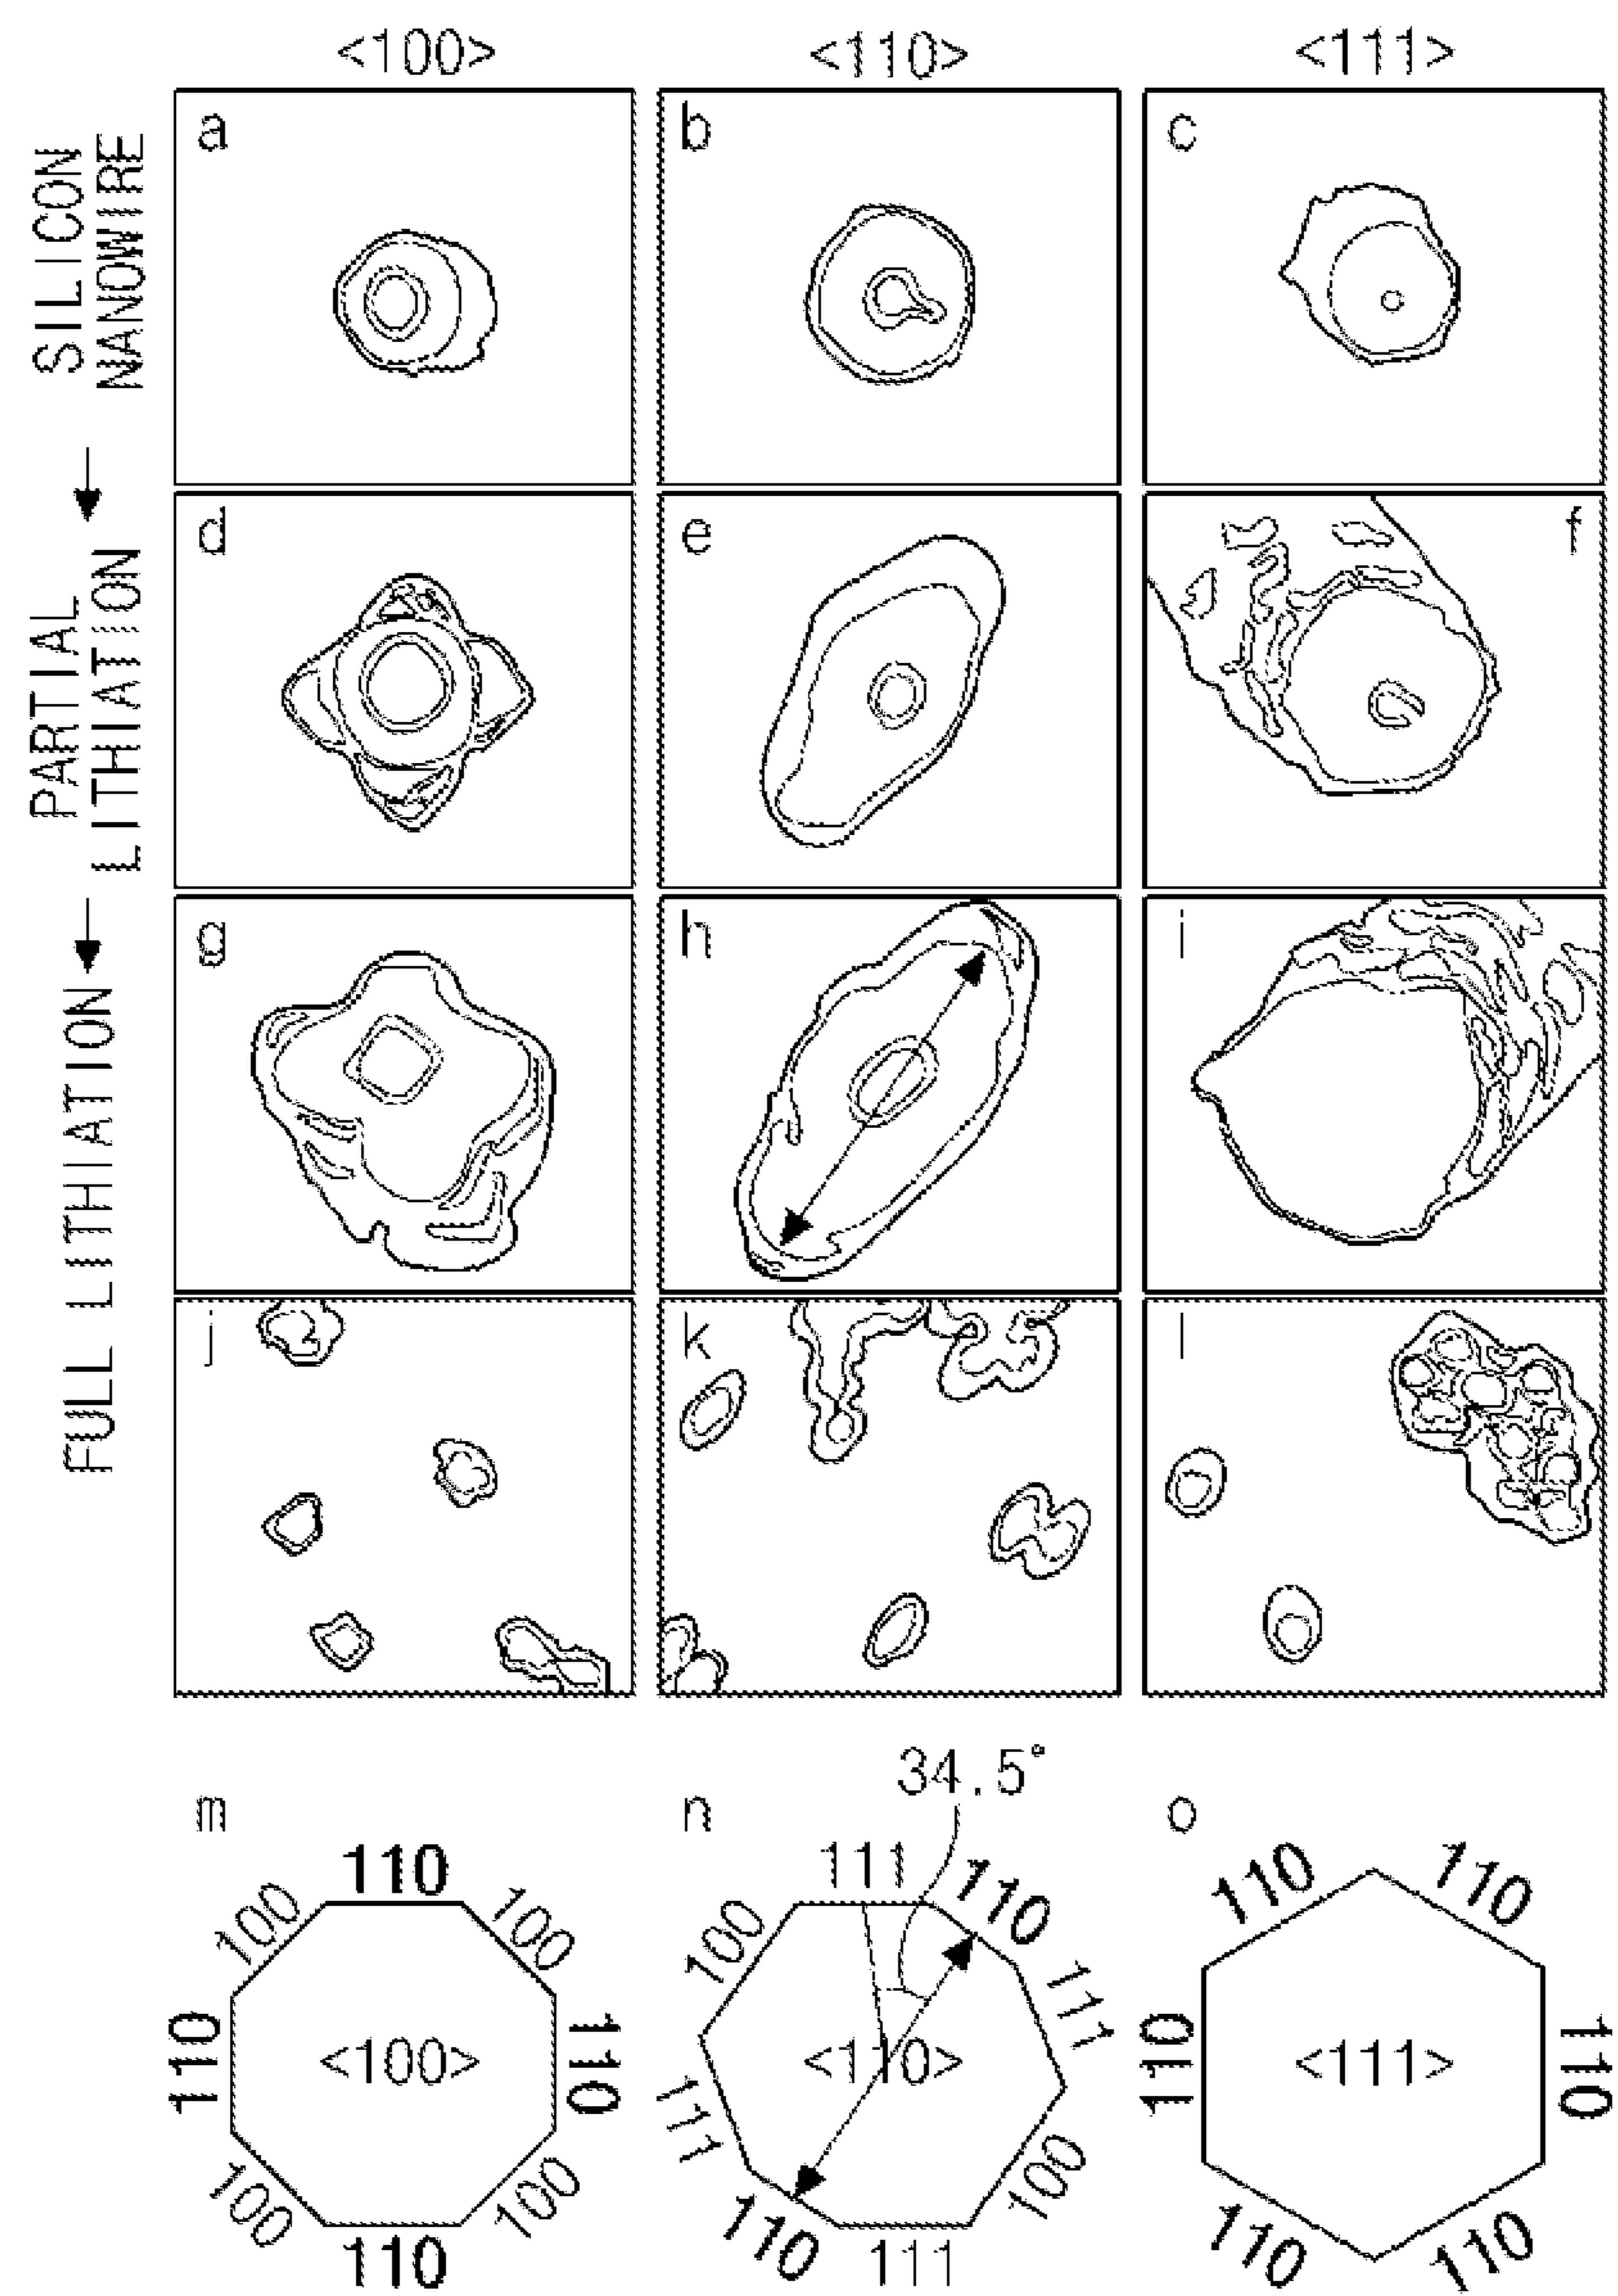 <100>
<110>
<111>
SILICON
NANOWIRE
PARTIAL
LITHIATION
FULL LITHIATION
a
b
c
d
e
f
g
h
i
j
k
l
m
n
o
34.5°
110
100
100
110
110
<100>
100
100
110
111
110
100
111
<110>
111
100
110
111
110
110
110
110
<111>
110
110